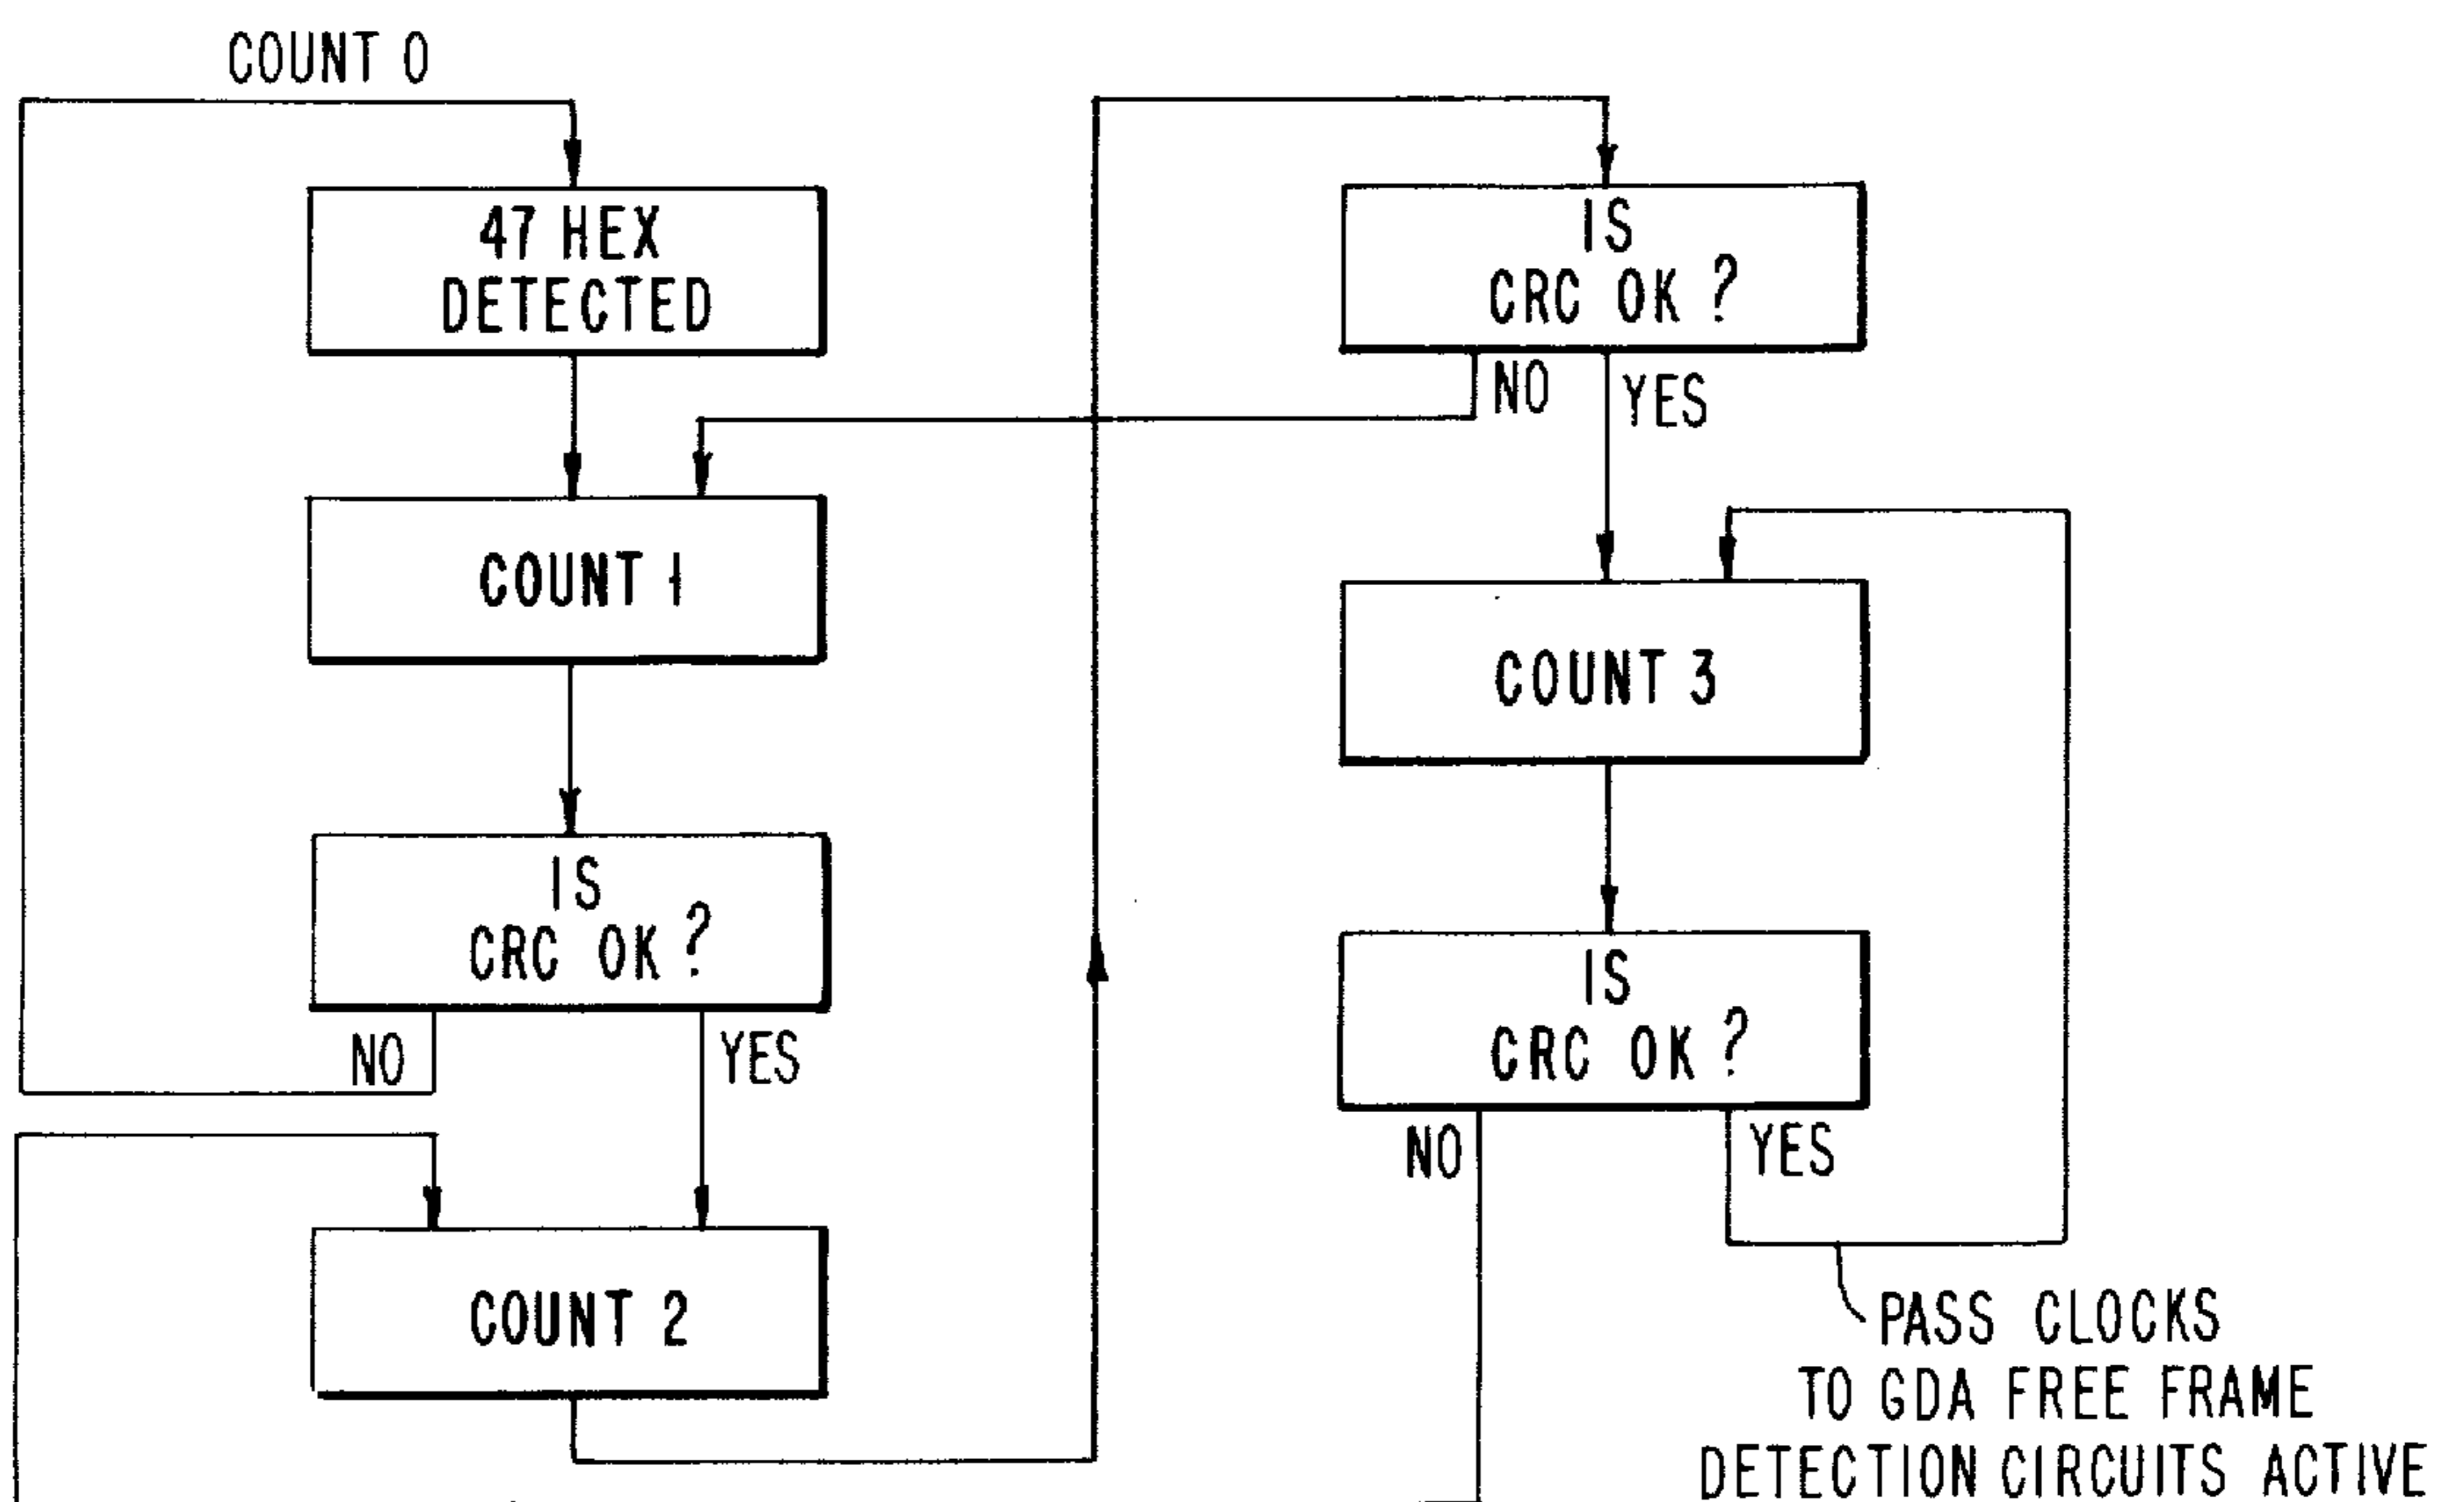 COUNT 0
47 HEX
DETECTED
COUNT 1
IS
CRC OK ?
NO
YES
COUNT 2
IS
CRC OK ?
NO
YES
COUNT 3
IS
CRC OK ?
NO
YES
PASS CLOCKS
TO GDA FREE FRAME
DETECTION CIRCUITS ACTIVE